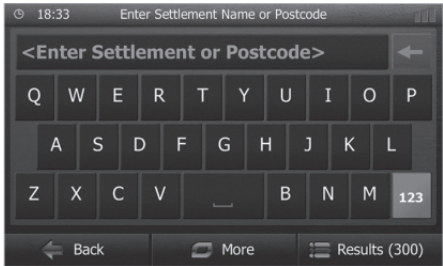 18:33 Enter Settlement Name or Postcode
<Enter Settlement or Postcode>
Q W E R T Y U I O P
A S D F G H J K L
Z X C V B N M 123
Back More Results (300)